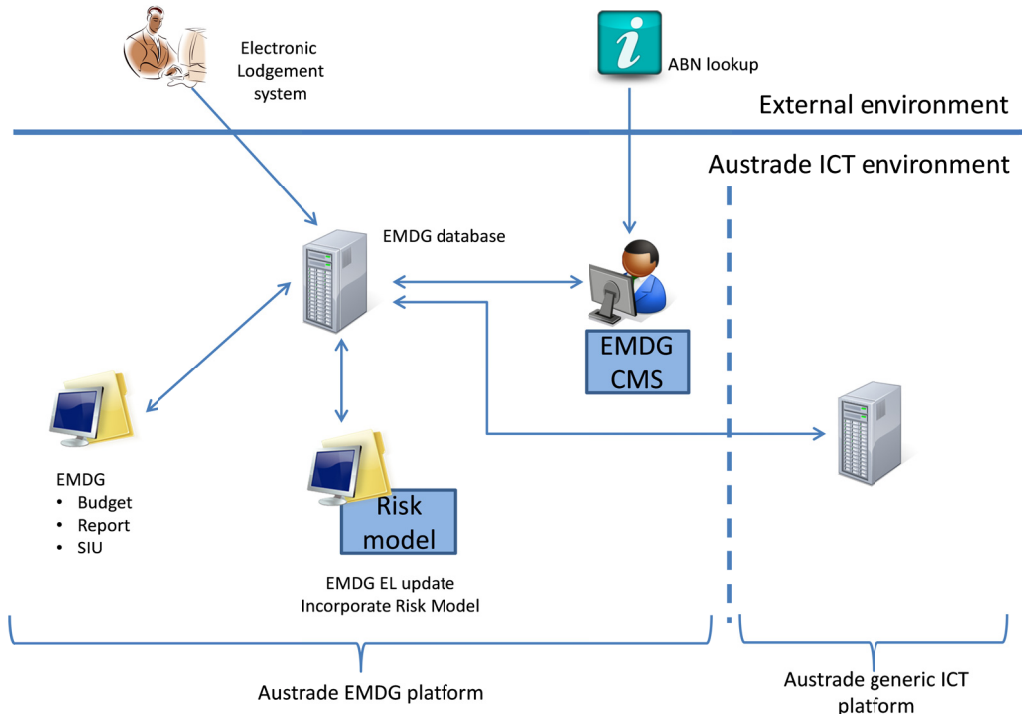 Electronic
Lodgement
system
ABN lookup
External environment
Austrade ICT environment
EMDG database
EMDG
CMS
EMDG
• Budget
• Report
• SIU
Risk
model
EMDG EL update
Incorporate Risk Model
Austrade EMDG platform
Austrade generic ICT
platform